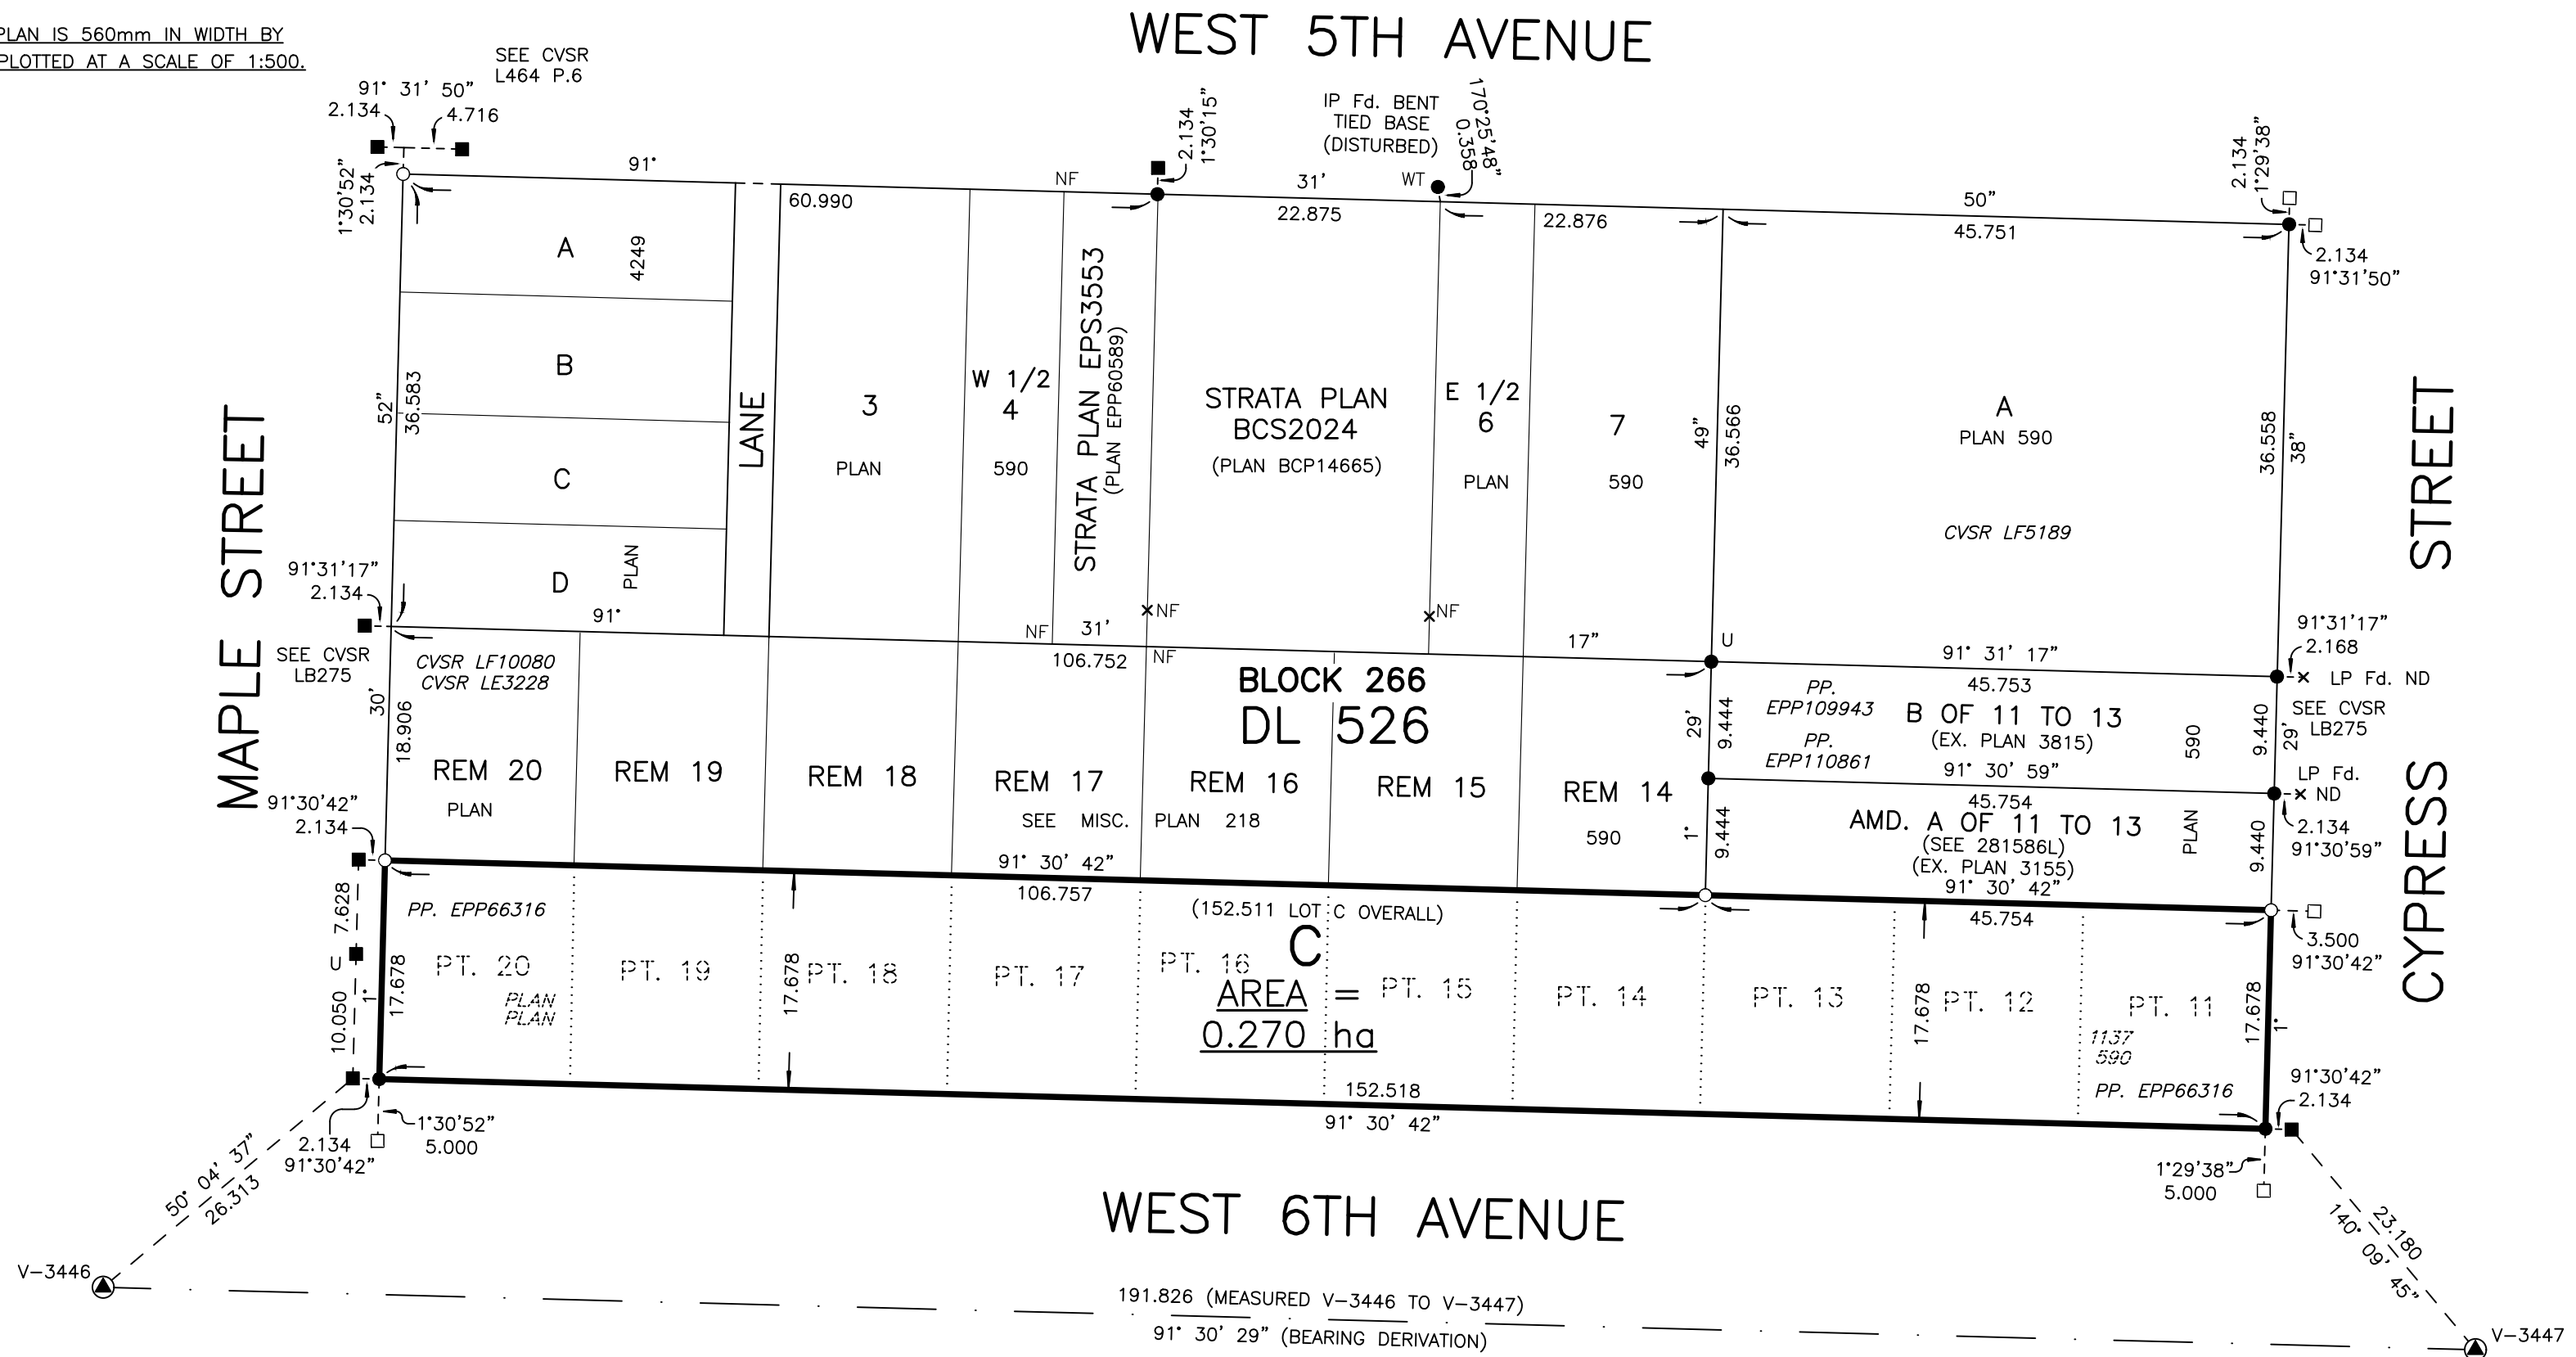 PLAN IS 560mm IN WIDTH BY
PLOTTED AT A SCALE OF 1:500.
SEE CVSR
L464 P.6
WEST 5TH AVENUE
91° 31' 50"
2.134
4.716
1°30'52"
2.134
91°
60.990
NF
2.134
1°30'15"
31'
22.875
IP Fd. BENT
TIED BASE
(DISTURBED)
WT
170°25'48"
0.358
22.876
50"
45.751
2.134
1°29'38"
2.134
91°31'50"
A
4249
B
C
D
PLAN
LANE
3
PLAN
W 1/2
4
590
STRATA PLAN EPS3553
(PLAN EPP60589)
STRATA PLAN
BCS2024
(PLAN BCP14665)
E 1/2
6
PLAN
7
590
49"
36.566
A
PLAN 590
CVSR LF5189
36.558
38"
52"
36.583
MAPLE STREET
CYPRESS STREET
91°31'17"
2.134
SEE CVSR
LB275
91°
NF
31'
NF
NF
106.752
NF
17"
U
91° 31' 17"
45.753
91°31'17"
2.168
LP Fd. ND
SEE CVSR
LB275
CVSR LF10080
CVSR LE3228
30'
18.906
BLOCK 266
DL 526
PP.
EPP109943
PP.
EPP110861
B OF 11 TO 13
(EX. PLAN 3815)
590
29'
9.444
9.440
29'
91° 30' 59"
45.754
LP Fd.
ND
REM 20
PLAN
REM 19
REM 18
REM 17
REM 16
REM 15
REM 14
SEE MISC. PLAN 218
590
1°
9.444
AMD. A OF 11 TO 13
(SEE 281586L)
(EX. PLAN 3155)
PLAN
9.440
2.134
91°30'59"
91°30'42"
2.134
91° 30' 42"
106.757
(152.511 LOT C OVERALL)
91° 30' 42"
45.754
3.500
91°30'42"
7.628
U
10.050
1°
17.678
PP. EPP66316
PT. 20
PLAN
PLAN
PT. 19
17.678
PT. 18
PT. 17
PT. 16
C
AREA =
0.270 ha
PT. 15
PT. 14
PT. 13
17.678
PT. 12
PT. 11
1137
590
PP. EPP66316
17.678
1°
152.518
91° 30' 42"
91°30'42"
2.134
2.134
91°30'42"
1°30'52"
5.000
1°29'38"
5.000
50° 04' 37"
26.313
WEST 6TH AVENUE
23.180
140° 09' 45"
V-3446
191.826 (MEASURED V-3446 TO V-3447)
91° 30' 29" (BEARING DERIVATION)
V-3447